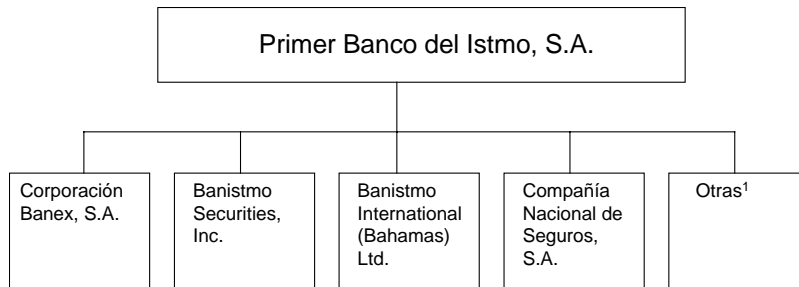 Primer Banco del Istmo, S.A.
Corporación
Banex, S.A.
Banistmo
Securities,
Inc.
Banistmo
International
(Bahamas)
Ltd.
Compañía
Nacional de
Seguros,
S.A.
Otras¹